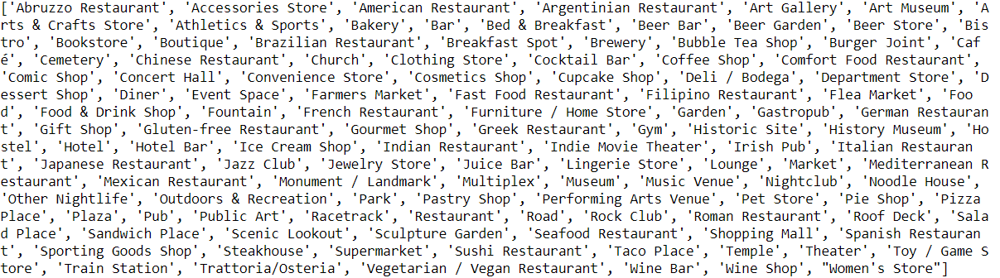 ['Abruzzo Restaurant', 'Accessories Store', 'American Restaurant', 'Argentinian Restaurant', 'Art Gallery', 'Art Museum', 'A
rts & Crafts Store', 'Athletics & Sports', 'Bakery', 'Bar', 'Bed & Breakfast', 'Beer Bar', 'Beer Garden', 'Beer Store', 'Bis
tro', 'Bookstore', 'Boutique', 'Brazilian Restaurant', 'Breakfast Spot', 'Brewery', 'Bubble Tea Shop', 'Burger Joint', 'Caf
é', 'Cemetery', 'Chinese Restaurant', 'Church', 'Clothing Store', 'Cocktail Bar', 'Coffee Shop', 'Comfort Food Restaurant',
'Comic Shop', 'Concert Hall', 'Convenience Store', 'Cosmetics Shop', 'Cupcake Shop', 'Deli / Bodega', 'Department Store', 'D
essert Shop', 'Diner', 'Event Space', 'Farmers Market', 'Fast Food Restaurant', 'Filipino Restaurant', 'Flea Market', 'Foo
d', 'Food & Drink Shop', 'Fountain', 'French Restaurant', 'Furniture / Home Store', 'Garden', 'Gastropub', 'German Restauran
t', 'Gift Shop', 'Gluten-free Restaurant', 'Gourmet Shop', 'Greek Restaurant', 'Gym', 'Historic Site', 'History Museum', 'Ho
stel', 'Hotel', 'Hotel Bar', 'Ice Cream Shop', 'Indian Restaurant', 'Indie Movie Theater', 'Irish Pub', 'Italian Restauran
t', 'Japanese Restaurant', 'Jazz Club', 'Jewelry Store', 'Juice Bar', 'Lingerie Store', 'Lounge', 'Market', 'Mediterranean R
estaurant', 'Mexican Restaurant', 'Monument / Landmark', 'Multiplex', 'Museum', 'Music Venue', 'Nightclub', 'Noodle House',
'Other Nightlife', 'Outdoors & Recreation', 'Park', 'Pastry Shop', 'Performing Arts Venue', 'Pet Store', 'Pie Shop', 'Pizza
Place', 'Plaza', 'Pub', 'Public Art', 'Racetrack', 'Restaurant', 'Road', 'Rock Club', 'Roman Restaurant', 'Roof Deck', 'Sala
d Place', 'Sandwich Place', 'Scenic Lookout', 'Sculpture Garden', 'Seafood Restaurant', 'Shopping Mall', 'Spanish Restauran
t', 'Sporting Goods Shop', 'Steakhouse', 'Supermarket', 'Sushi Restaurant', 'Taco Place', 'Temple', 'Theater', 'Toy / Game S
tore', 'Train Station', 'Trattoria/Osteria', 'Vegetarian / Vegan Restaurant', 'Wine Bar', 'Wine Shop', "Women's Store"]